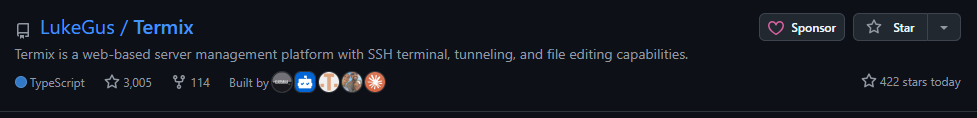 LukeGus / Termix
Sponsor
Star
Termix is a web-based server management platform with SSH terminal, tunneling, and file editing capabilities.
TypeScript 3,005 114 Built by 422 stars today